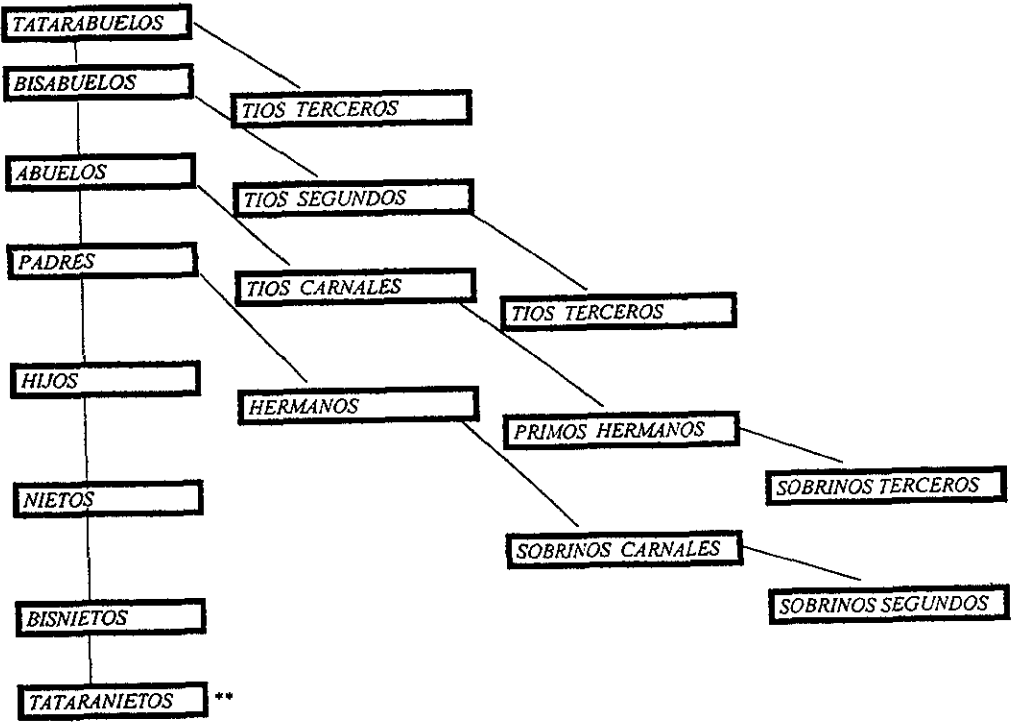 TATARABUELOS
BISABUELOS
TIOS TERCEROS
ABUELOS
TIOS SEGUNDOS
PADRES
TIOS CARNALES
TIOS TERCEROS
HIJOS
HERMANOS
PRIMOS HERMANOS
SOBRINOS TERCEROS
NIETOS
SOBRINOS CARNALES
SOBRINOS SEGUNDOS
BISNIETOS
TATARANIETOS **